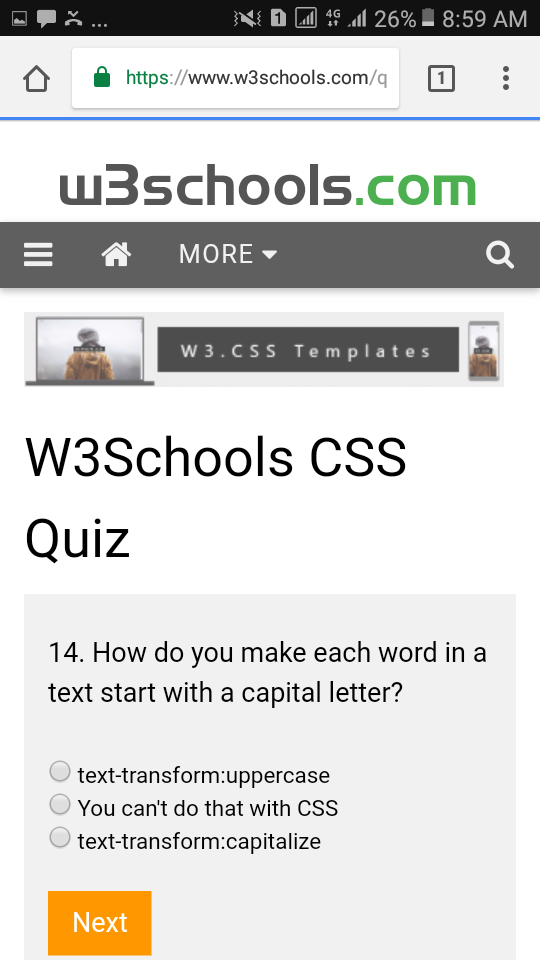 ... 1 4G 26% 8:59 AM
https://www.w3schools.com/q 1
w3schools.com
MORE
W3.CSS Templates
W3Schools CSS
Quiz
14. How do you make each word in a
text start with a capital letter?
text-transform:uppercase
You can't do that with CSS
text-transform:capitalize
Next